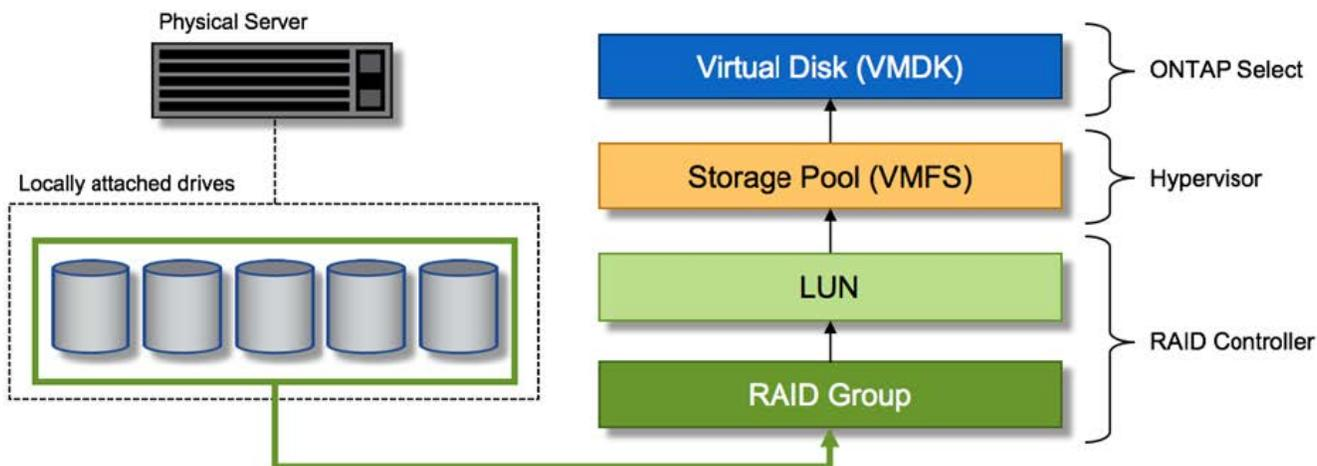 Physical Server
Locally attached drives
Virtual Disk (VMDK)
ONTAP Select
Storage Pool (VMFS)
Hypervisor
LUN
RAID Controller
RAID Group